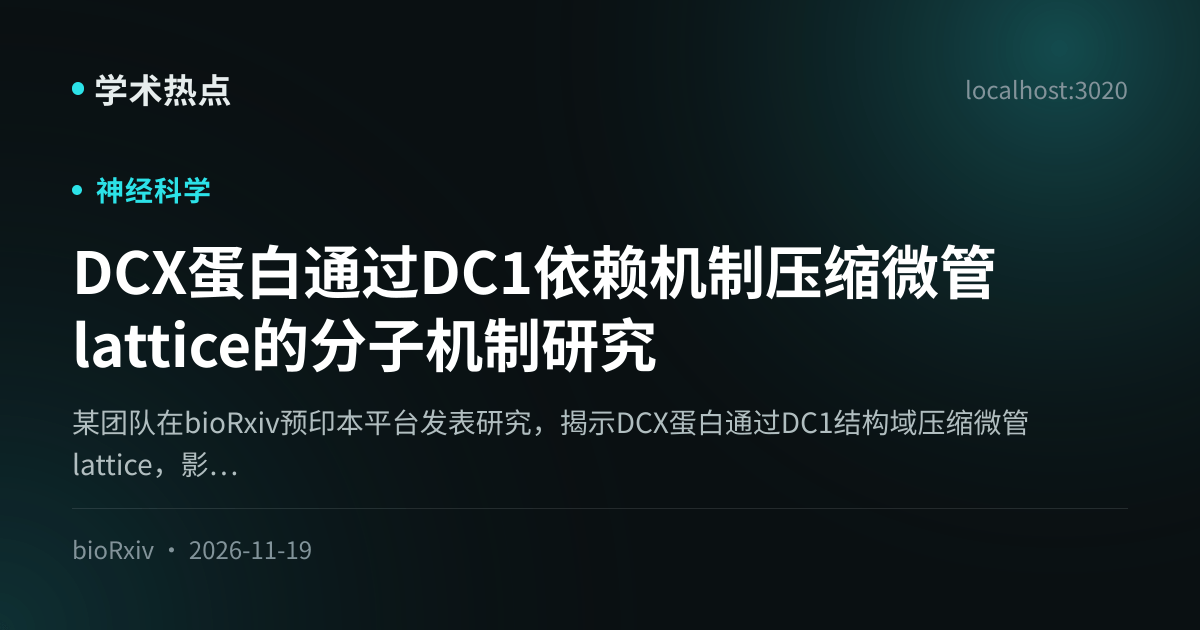 学术热点
localhost:3020
神经科学
DCX蛋白通过DC1依赖机制压缩微管
lattice的分子机制研究
某团队在bioRxiv预印本平台发表研究，揭示DCX蛋白通过DC1结构域压缩微管
lattice，影…
bioRxiv · 2026-11-19